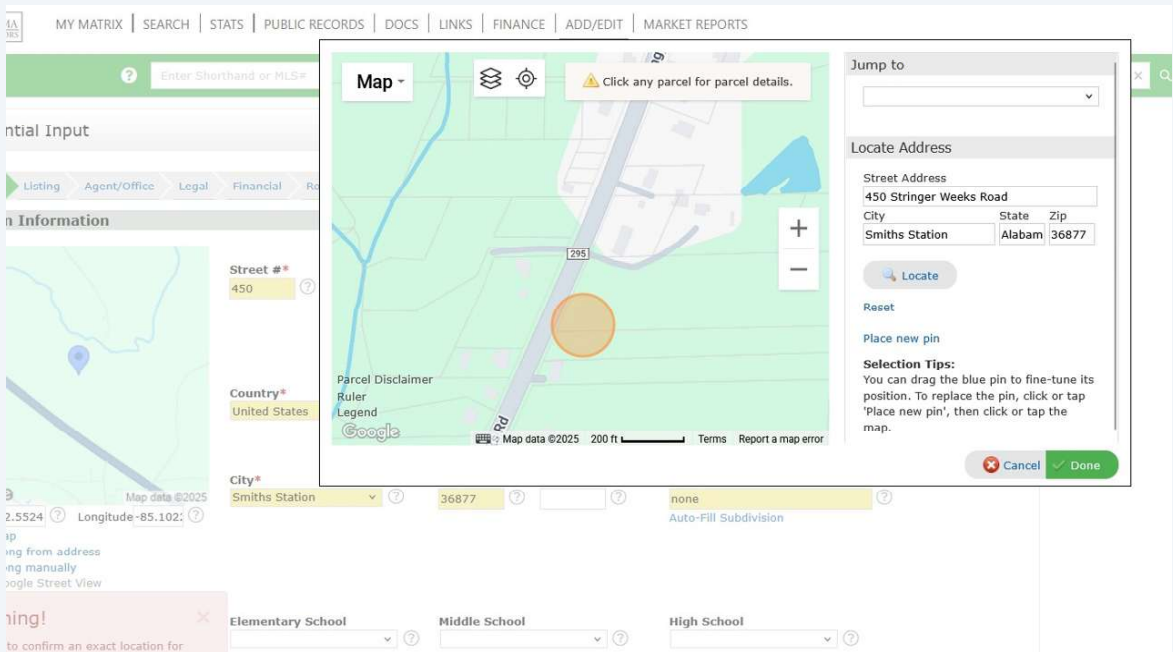 MY MATRIX SEARCH STATS PUBLIC RECORDS DOCS LINKS FINANCE ADD/EDIT MARKET REPORTS
Enter Shorthand or MLS#
ntial Input
Listing Agent/Office Legal Financial Ro
n Information
Map
Click any parcel for parcel details.
295
Rd
Parcel Disclaimer
Ruler
Legend
Google
Map data ©2025 200 ft Terms Report a map error
Jump to
Locate Address
Street Address
450 Stringer Weeks Road
City State Zip
Smiths Station Alabam 36877
Locate
Reset
Place new pin
Selection Tips:
You can drag the blue pin to fine-tune its
position. To replace the pin, click or tap
'Place new pin', then click or tap the
map.
Cancel Done
Street #*
450
Country*
United States
City*
Smiths Station 36877 none
Auto-Fill Subdivision
Map data ©2025
2.5524 Longitude -85.102
ap
ong from address
ong manually
oogle Street View
ning!
to confirm an exact location for
Elementary School Middle School High School